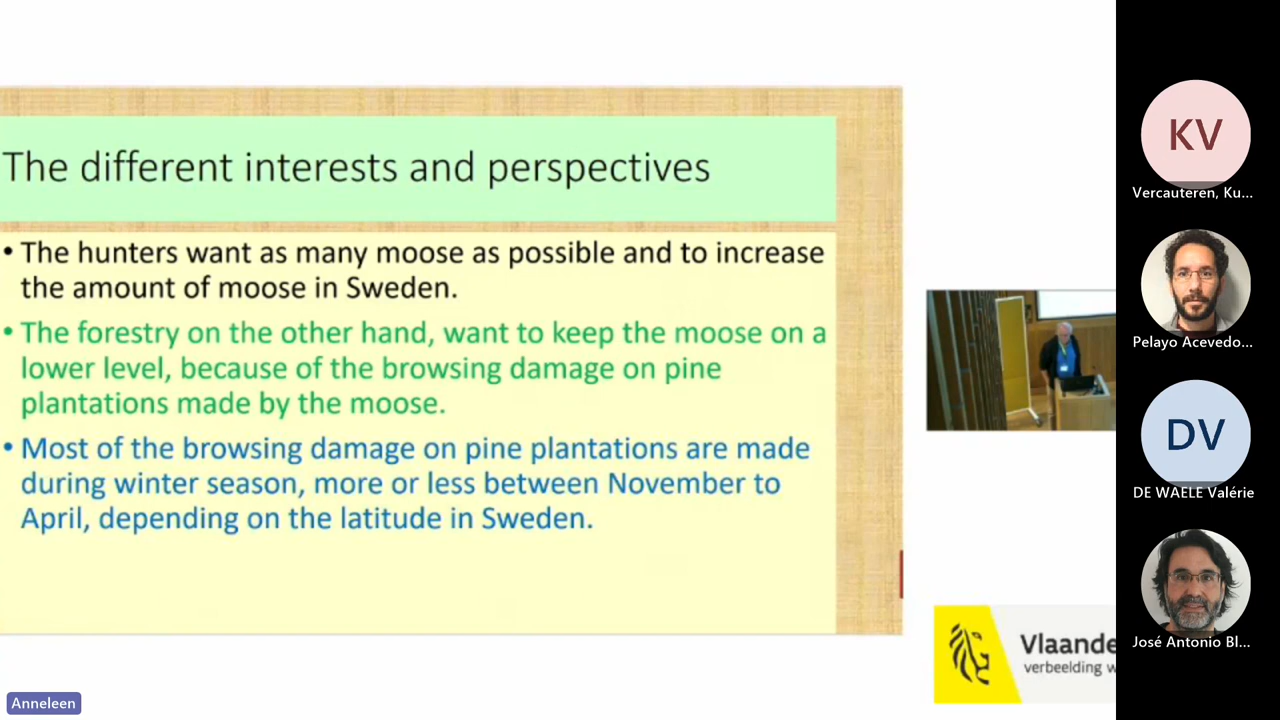 The different interests and perspectives
• The hunters want as many moose as possible and to increase
the amount of moose in Sweden.
• The forestry on the other hand, want to keep the moose on a
lower level, because of the browsing damage on pine
plantations made by the moose.
• Most of the browsing damage on pine plantations are made
during winter season, more or less between November to
April, depending on the latitude in Sweden.
Vlaande
verbeelding w
Anneleen
KV
Vercauteren, Ku...
Pelayo Acevedo...
DV
DE WAELE Valérie
José Antonio Bl...